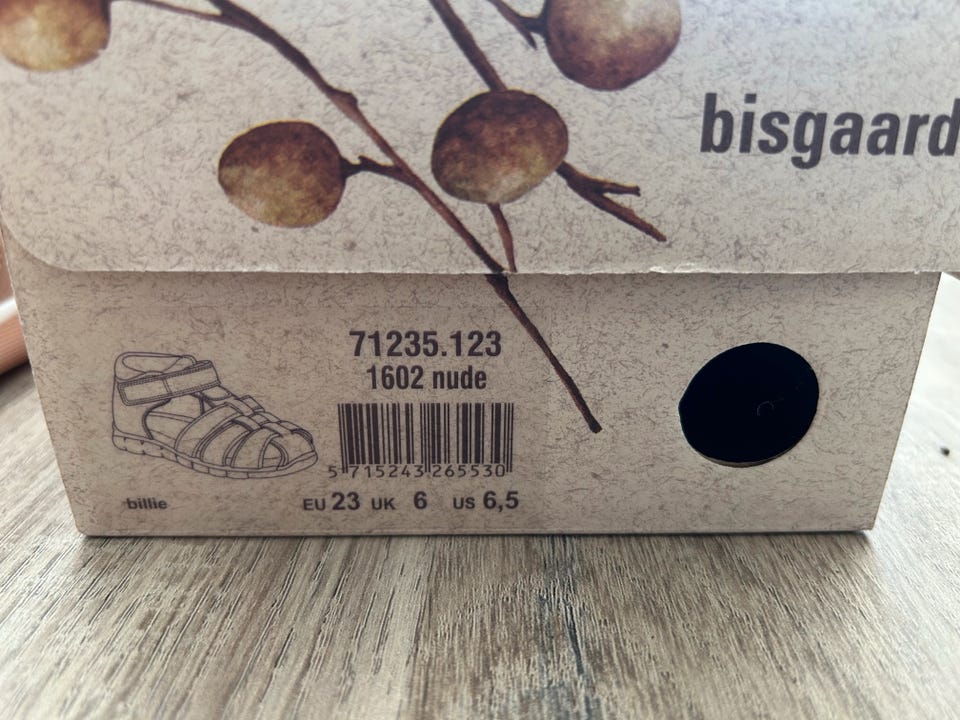 bisgaard
71235.123
1602 nude
5 715243 265530
billie
EU 23 UK 6 US 6,5